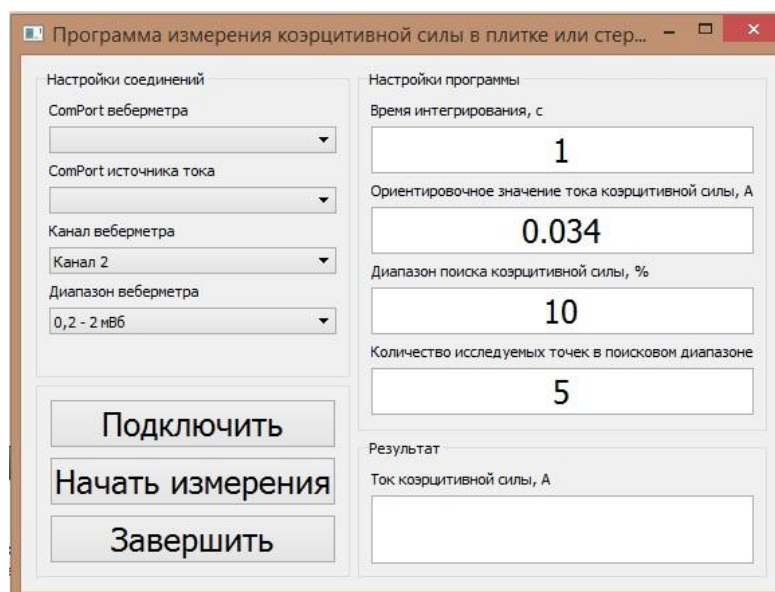 Программа измерения коэрцитивной силы в плитке или стер...
Настройки соединений
ComPort веберметра
ComPort источника тока
Канал веберметра
Канал 2
Диапазон веберметра
0,2 - 2 мВб
Подключить
Начать измерения
Завершить
Настройки программы
Время интегрирования, с
1
Ориентировочное значение тока коэрцитивной силы, А
0.034
Диапазон поиска коэрцитивной силы, %
10
Количество исследуемых точек в поисковом диапазоне
5
Результат
Ток коэрцитивной силы, А